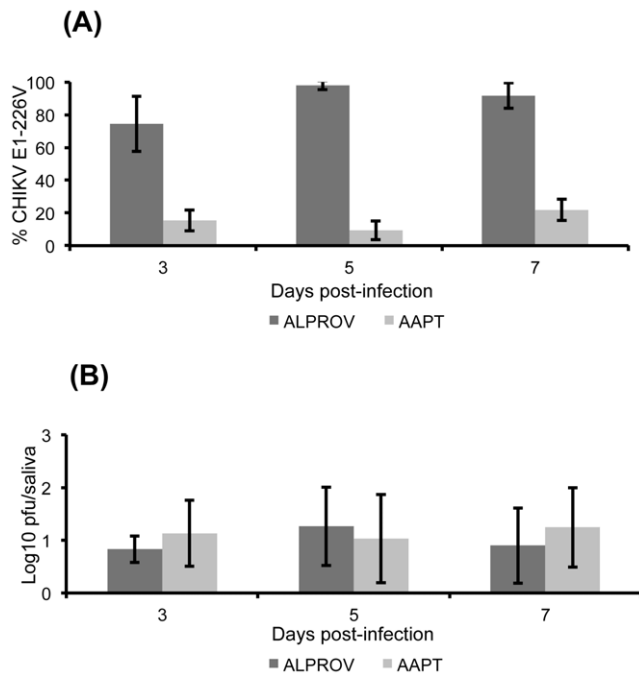 (A)
% CHIKV E1-226V
100
80
60
40
20
0
3 5 7
Days post-infection
ALPROV AAPT
(B)
Log10 pfu/saliva
3
2
1
0
3 5 7
Days post-infection
ALPROV AAPT